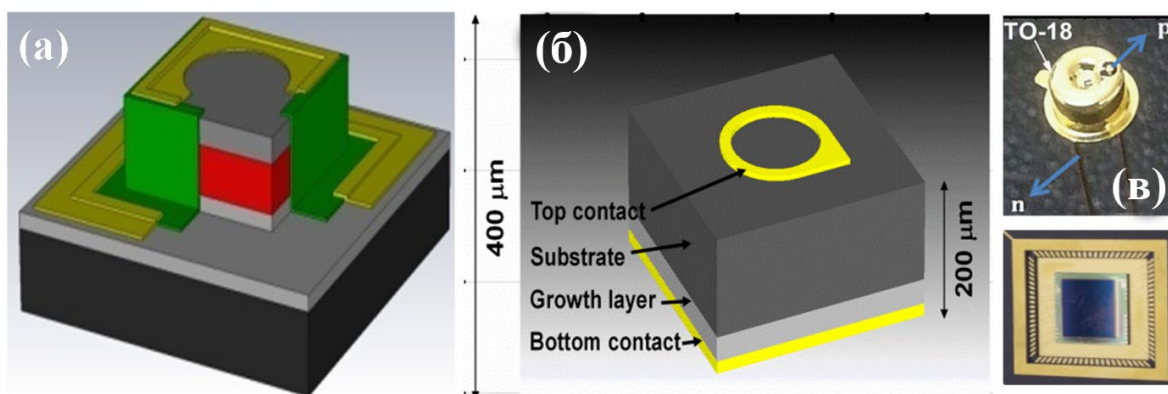 (а)
400 μm
(б)
Top contact
Substrate
Growth layer
Bottom contact
200 μm
TO-18
p
n
(в)